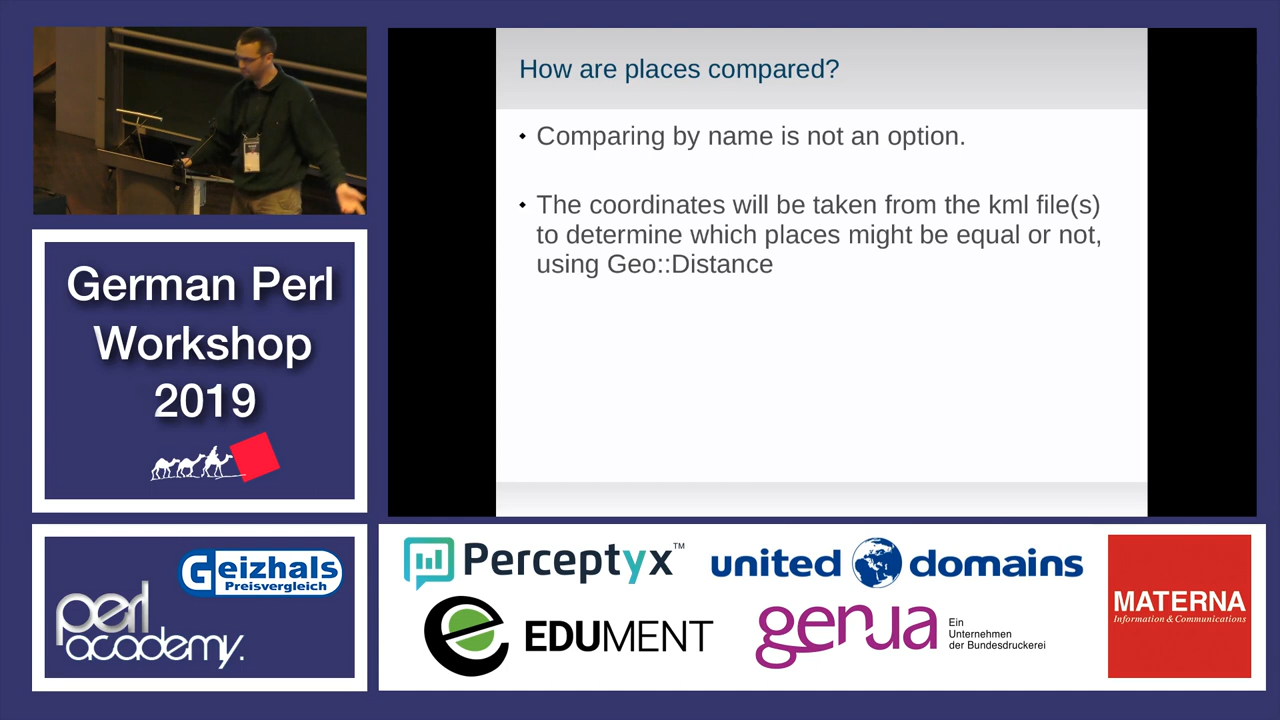 How are places compared?
Comparing by name is not an option.
The coordinates will be taken from the kml file(s)
to determine which places might be equal or not,
using Geo::Distance
German Perl
Workshop
2019
Geizhals
Preisvergleich
perl
academy.
Perceptyx™
united domains
EDUMENT
genua
Ein
Unternehmen
der Bundesdruckerei
MATERNA
Information & Communications